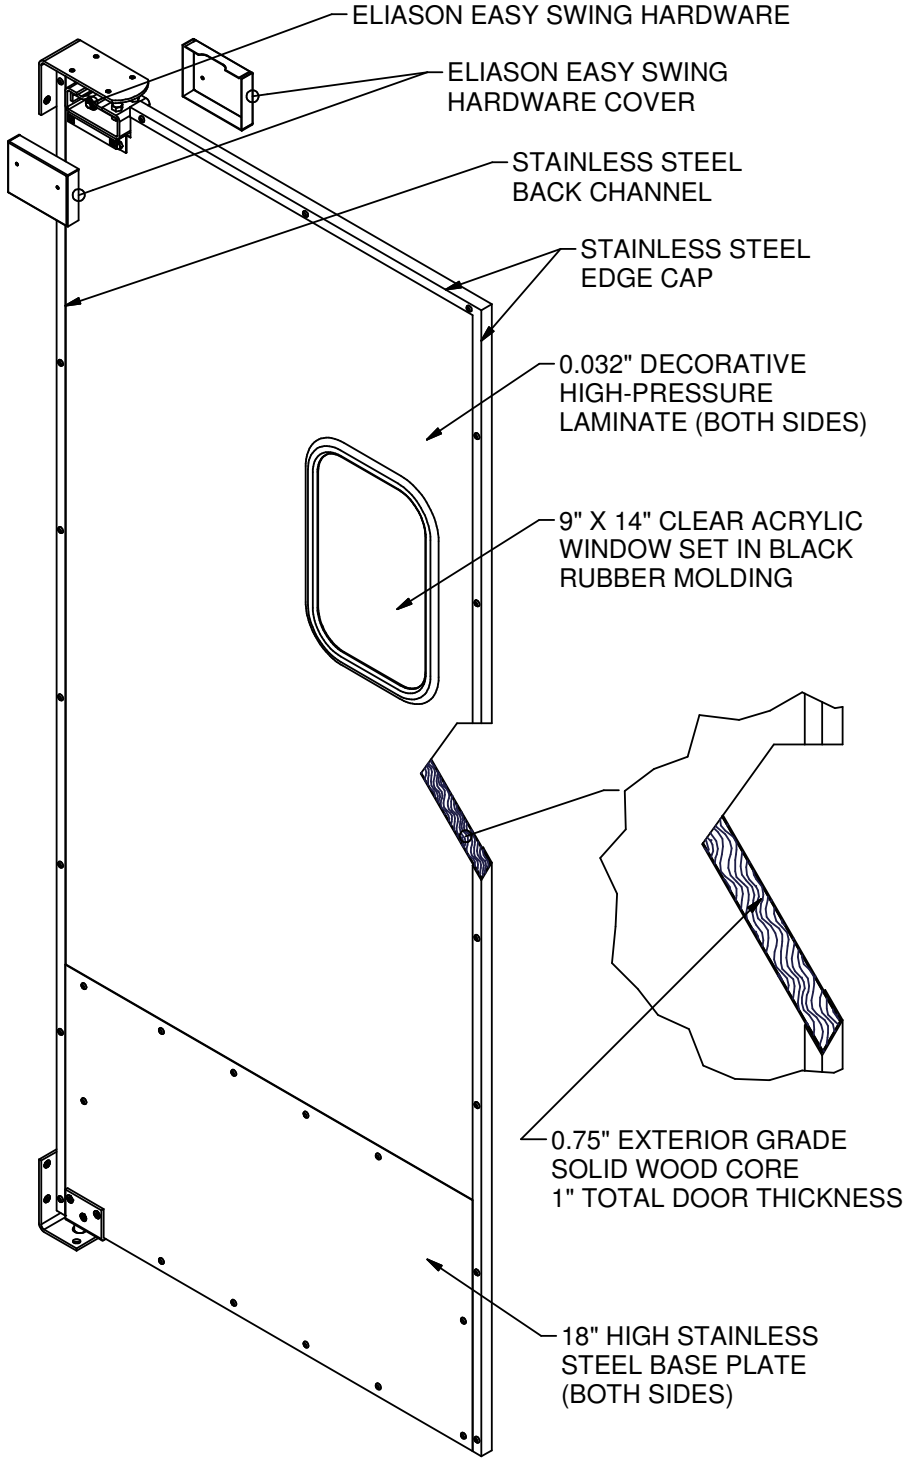 ELIASON EASY SWING HARDWARE
ELIASON EASY SWING
HARDWARE COVER
STAINLESS STEEL
BACK CHANNEL
STAINLESS STEEL
EDGE CAP
0.032" DECORATIVE
HIGH-PRESSURE
LAMINATE (BOTH SIDES)
9" X 14" CLEAR ACRYLIC
WINDOW SET IN BLACK
RUBBER MOLDING
0.75" EXTERIOR GRADE
SOLID WOOD CORE
1" TOTAL DOOR THICKNESS
18" HIGH STAINLESS
STEEL BASE PLATE
(BOTH SIDES)